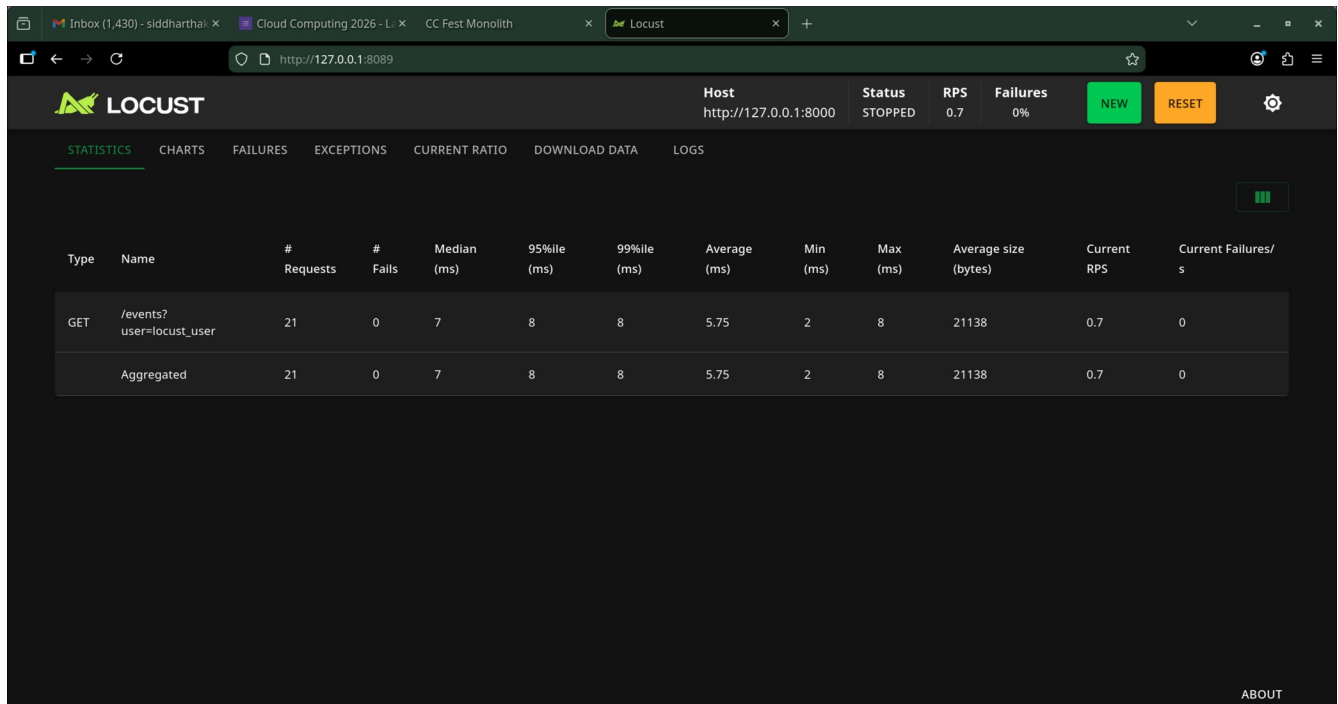 Inbox (1,430) - siddharthak
Cloud Computing 2026 - La
CC Fest Monolith
Locust
http://127.0.0.1:8089
LOCUST
Host
http://127.0.0.1:8000
Status
STOPPED
RPS
0.7
Failures
0%
NEW
RESET
STATISTICS CHARTS FAILURES EXCEPTIONS CURRENT RATIO DOWNLOAD DATA LOGS
Type Name # Requests # Fails Median (ms) 95%ile (ms) 99%ile (ms) Average (ms) Min (ms) Max (ms) Average size (bytes) Current RPS Current Failures/s
GET /events?user=locust_user 21 0 7 8 8 5.75 2 8 21138 0.7 0
Aggregated 21 0 7 8 8 5.75 2 8 21138 0.7 0
ABOUT